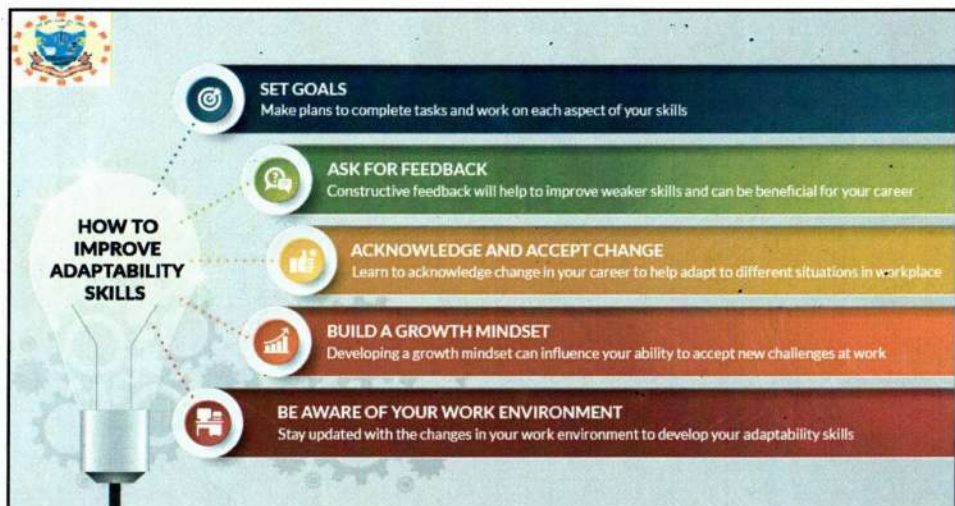 SET GOALS
Make plans to complete tasks and work on each aspect of your skills
ASK FOR FEEDBACK
Constructive feedback will help to improve weaker skills and can be beneficial for your career
HOW TO
IMPROVE
ADAPTABILITY
SKILLS
ACKNOWLEDGE AND ACCEPT CHANGE
Learn to acknowledge change in your career to help adapt to different situations in workplace
BUILD A GROWTH MINDSET
Developing a growth mindset can influence your ability to accept new challenges at work
BE AWARE OF YOUR WORK ENVIRONMENT
Stay updated with the changes in your work environment to develop your adaptability skills